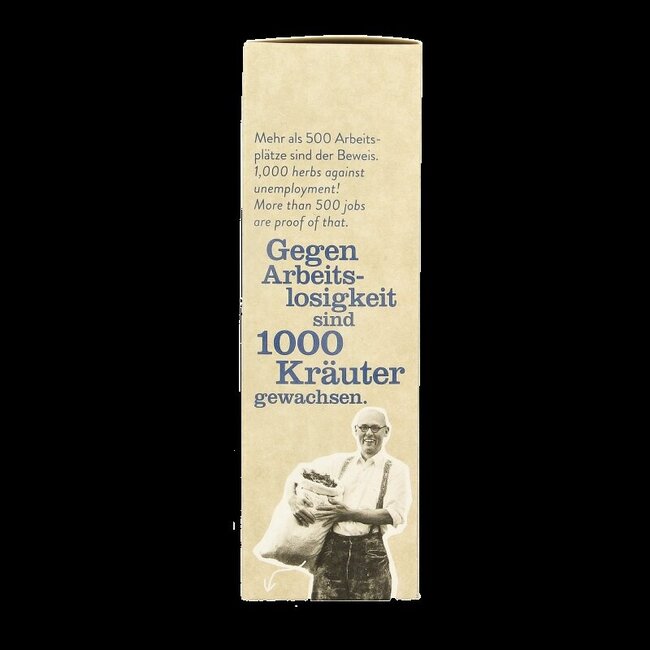 Mehr als 500 Arbeits-
plätze sind der Beweis.
1,000 herbs against
unemployment!
More than 500 jobs
are proof of that.
Gegen
Arbeits-
losigkeit
sind
1000
Kräuter
gewachsen.